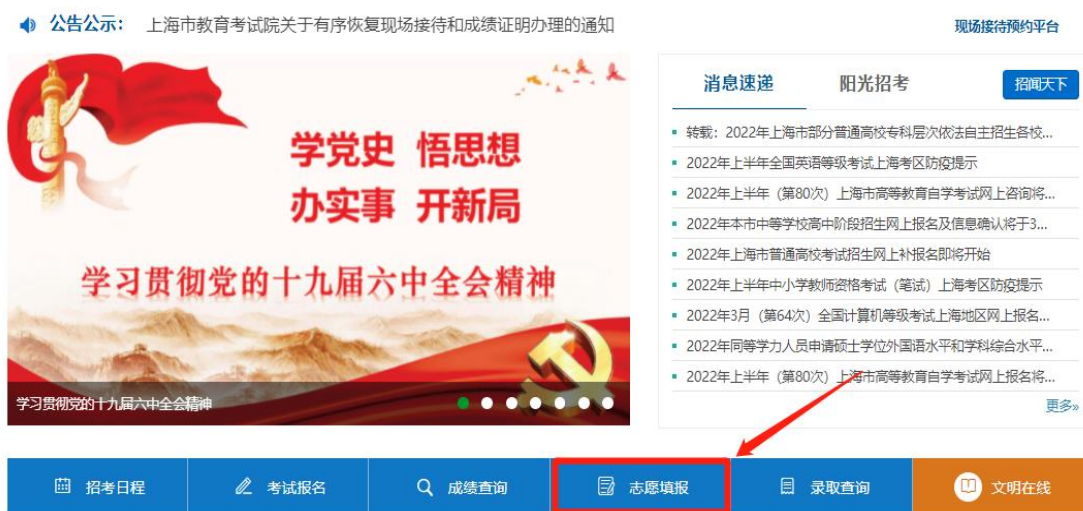 公告公示： 上海市教育考试院关于有序恢复现场接待和成绩证明办理的通知 现场接待预约平台
学党史 悟思想
办实事 开新局
学习贯彻党的十九届六中全会精神
学习贯彻党的十九届六中全会精神
消息速递 阳光招考 招闻天下
转载：2022年上海市部分普通高校专科层次依法自主招生各校...
2022年上半年全国英语等级考试上海考区防疫提示
2022年上半年（第80次）上海市高等教育自学考试网上咨询将...
2022年本市中等学校高中阶段招生网上报名及信息确认将于3...
2022年上海市普通高校考试招生网上补报名即将开始
2022年上半年中小学教师资格考试（笔试）上海考区防疫提示
2022年3月（第64次）全国计算机等级考试上海地区网上报名...
2022年同等学力人员申请硕士学位外国语水平和学科综合水平...
2022年上半年（第80次）上海市高等教育自学考试网上报名将...
更多»
招考日程 考试报名 成绩查询 志愿填报 录取查询 文明在线